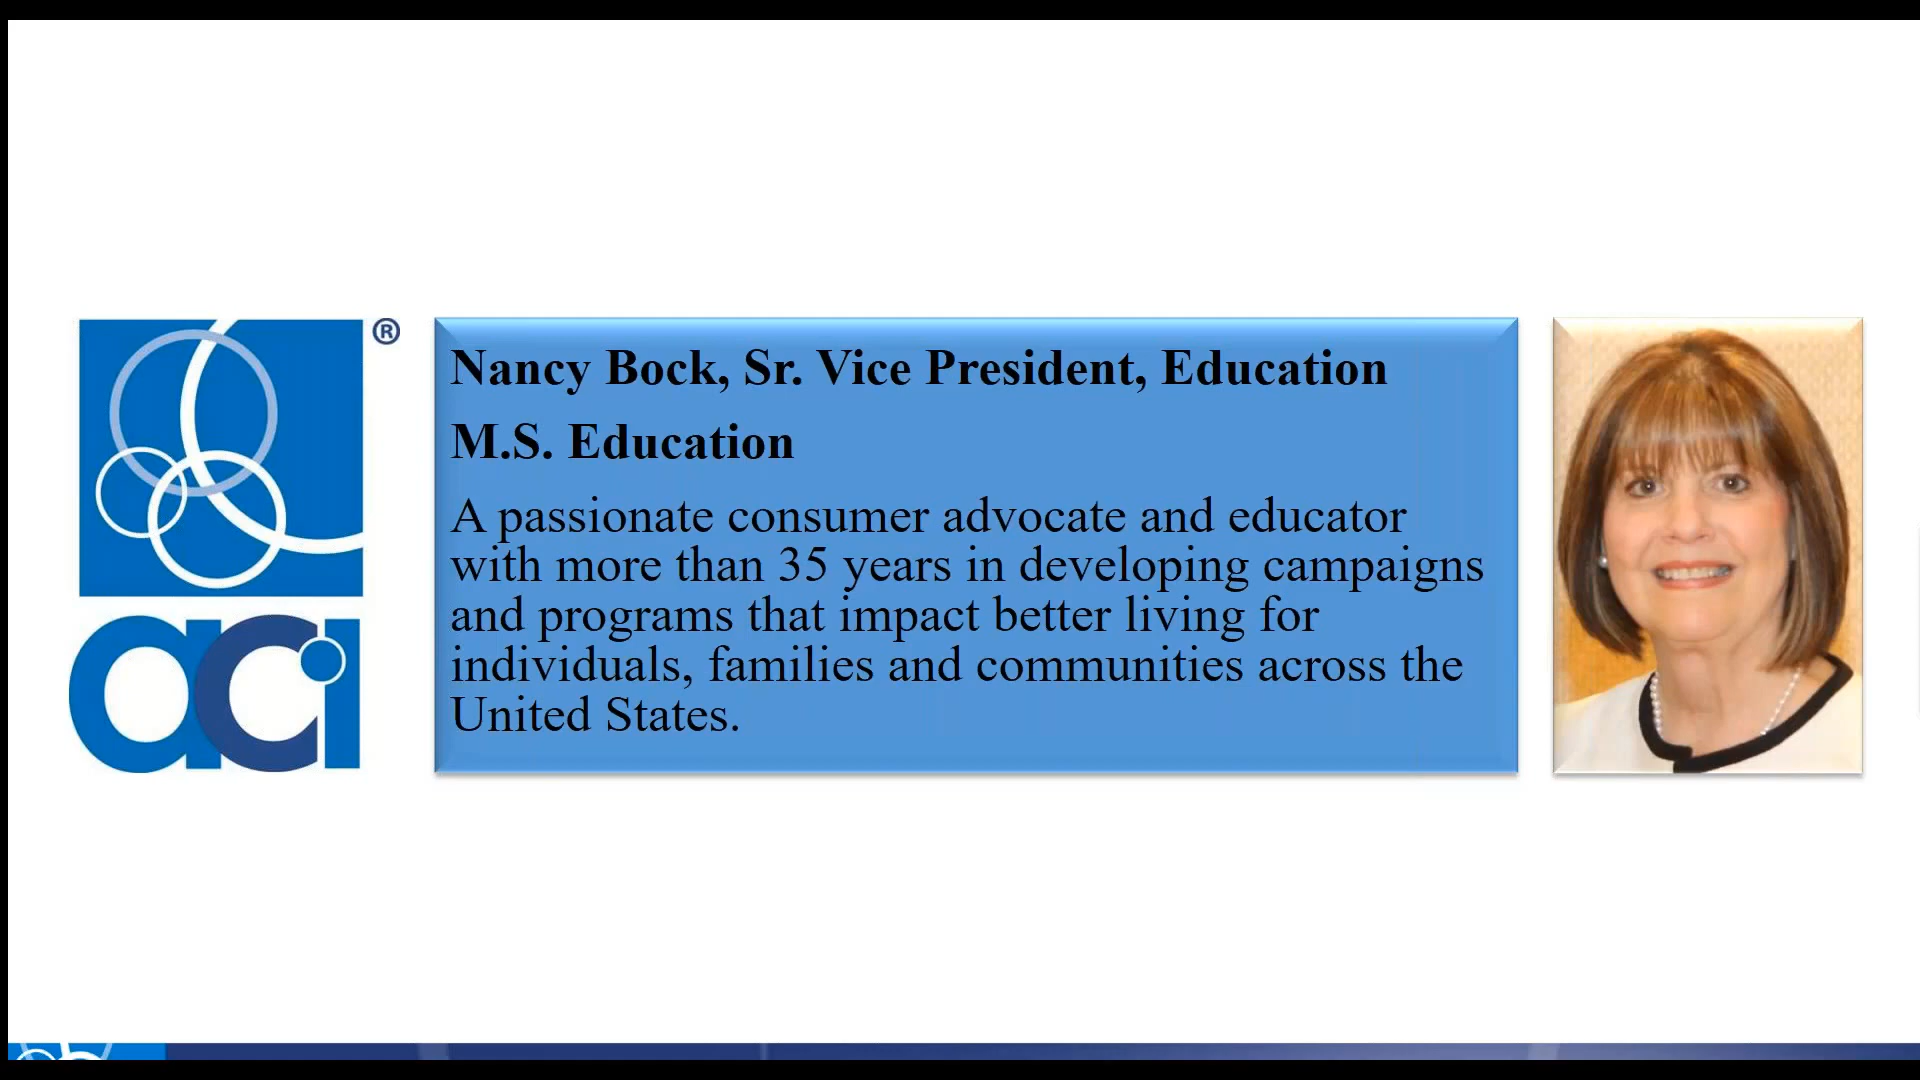 ®
aci
Nancy Bock, Sr. Vice President, Education
M.S. Education
A passionate consumer advocate and educator
with more than 35 years in developing campaigns
and programs that impact better living for
individuals, families and communities across the
United States.